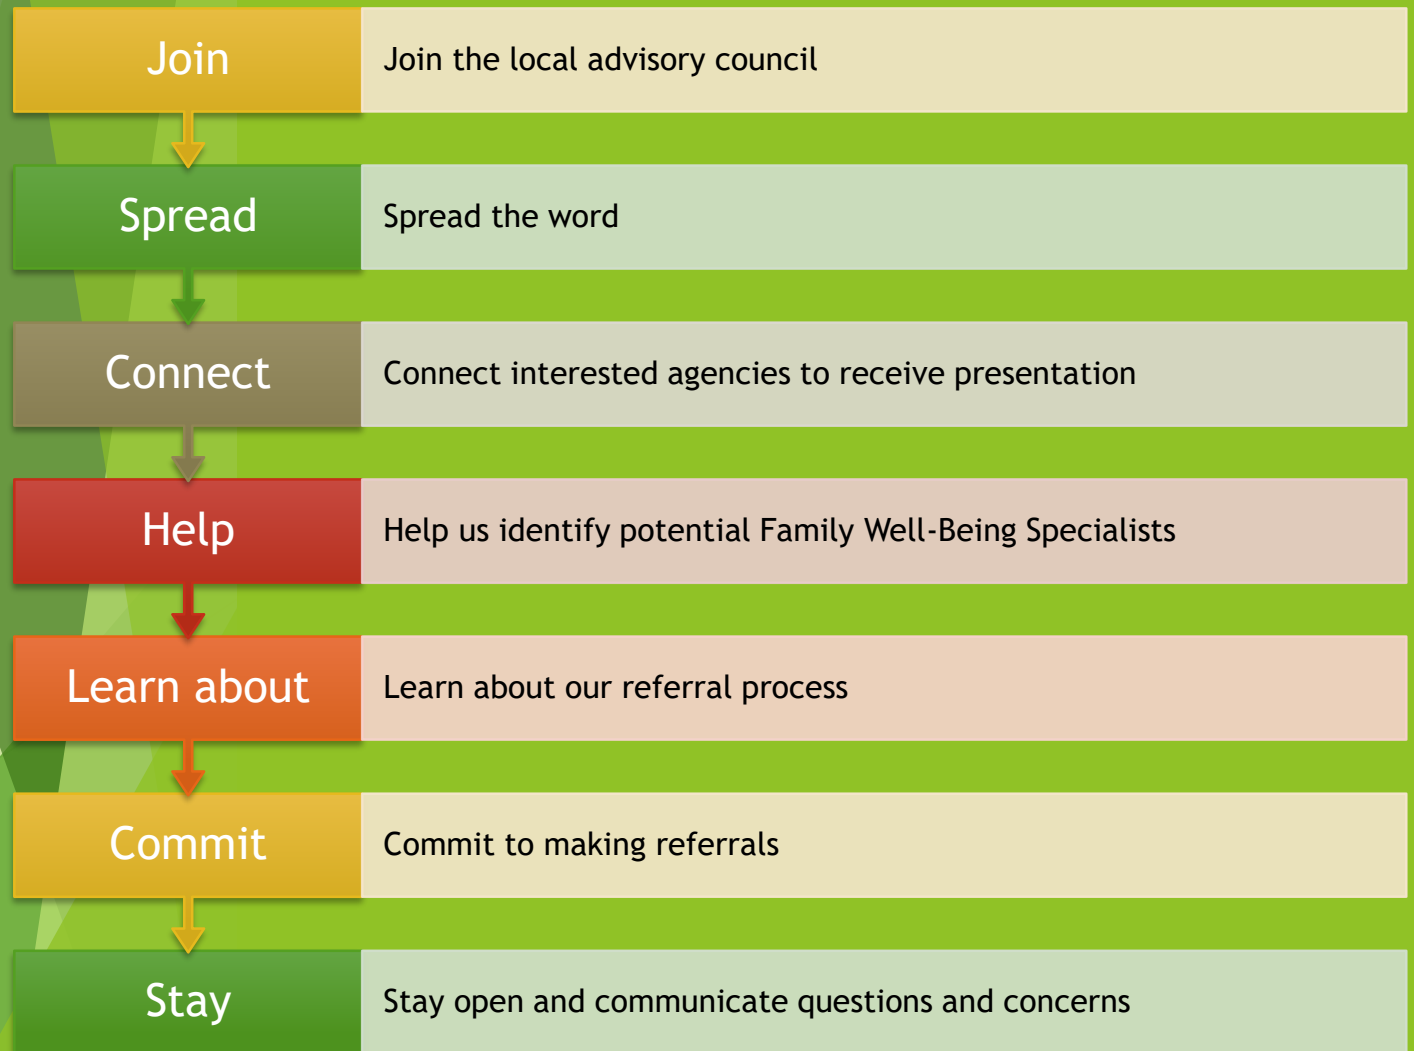 Join
Join the local advisory council
Spread
Spread the word
Connect
Connect interested agencies to receive presentation
Help
Help us identify potential Family Well-Being Specialists
Learn about
Learn about our referral process
Commit
Commit to making referrals
Stay
Stay open and communicate questions and concerns